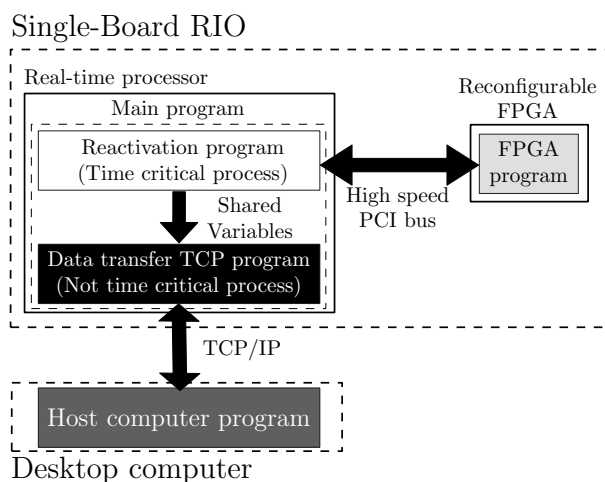 Single-Board RIO
Real-time processor
Main program
Reactivation program
(Time critical process)
Shared
Variables
Data transfer TCP program
(Not time critical process)
High speed
PCI bus
Reconfigurable
FPGA
FPGA
program
TCP/IP
Host computer program
Desktop computer